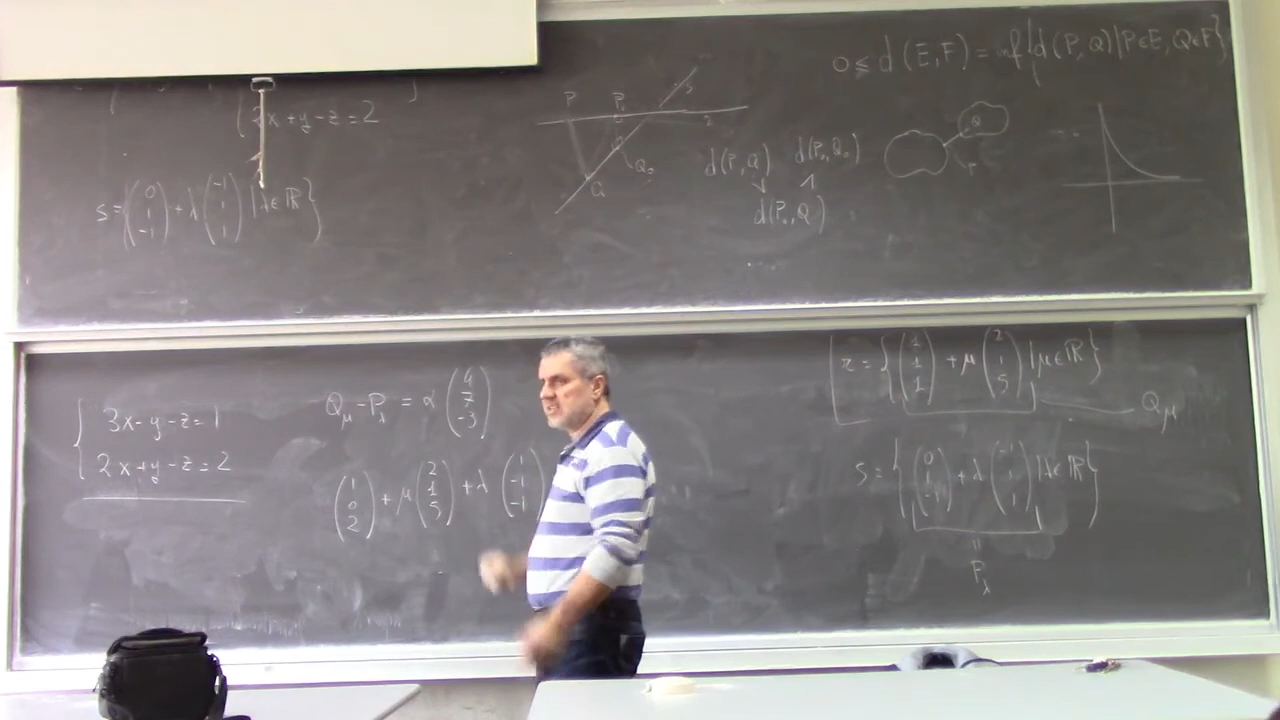 0 ≤ d (E, F) = inf { d (P, Q) | P ∈ E, Q ∈ F }
2x + y - z = 2
s = { (0 1 -1) + λ (-1 1 1) | λ ∈ ℝ }
P P₀ s
r
Q₀
Q
d(P, Q) d(P₀, Q₀)
d(P₀, Q)
Q
P
{ 3x - y - z = 1
2x + y - z = 2
Q_μ - P_λ = α (4 7 -3)
(1 0 2) + μ (2 1 5) + λ (1 -1 -1)
r = { (1 1 1) + μ (2 1 5) | μ ∈ ℝ }
Q_μ
s = { (0 1 -1) + λ (-1 1 1) | λ ∈ ℝ }
=
P_λ